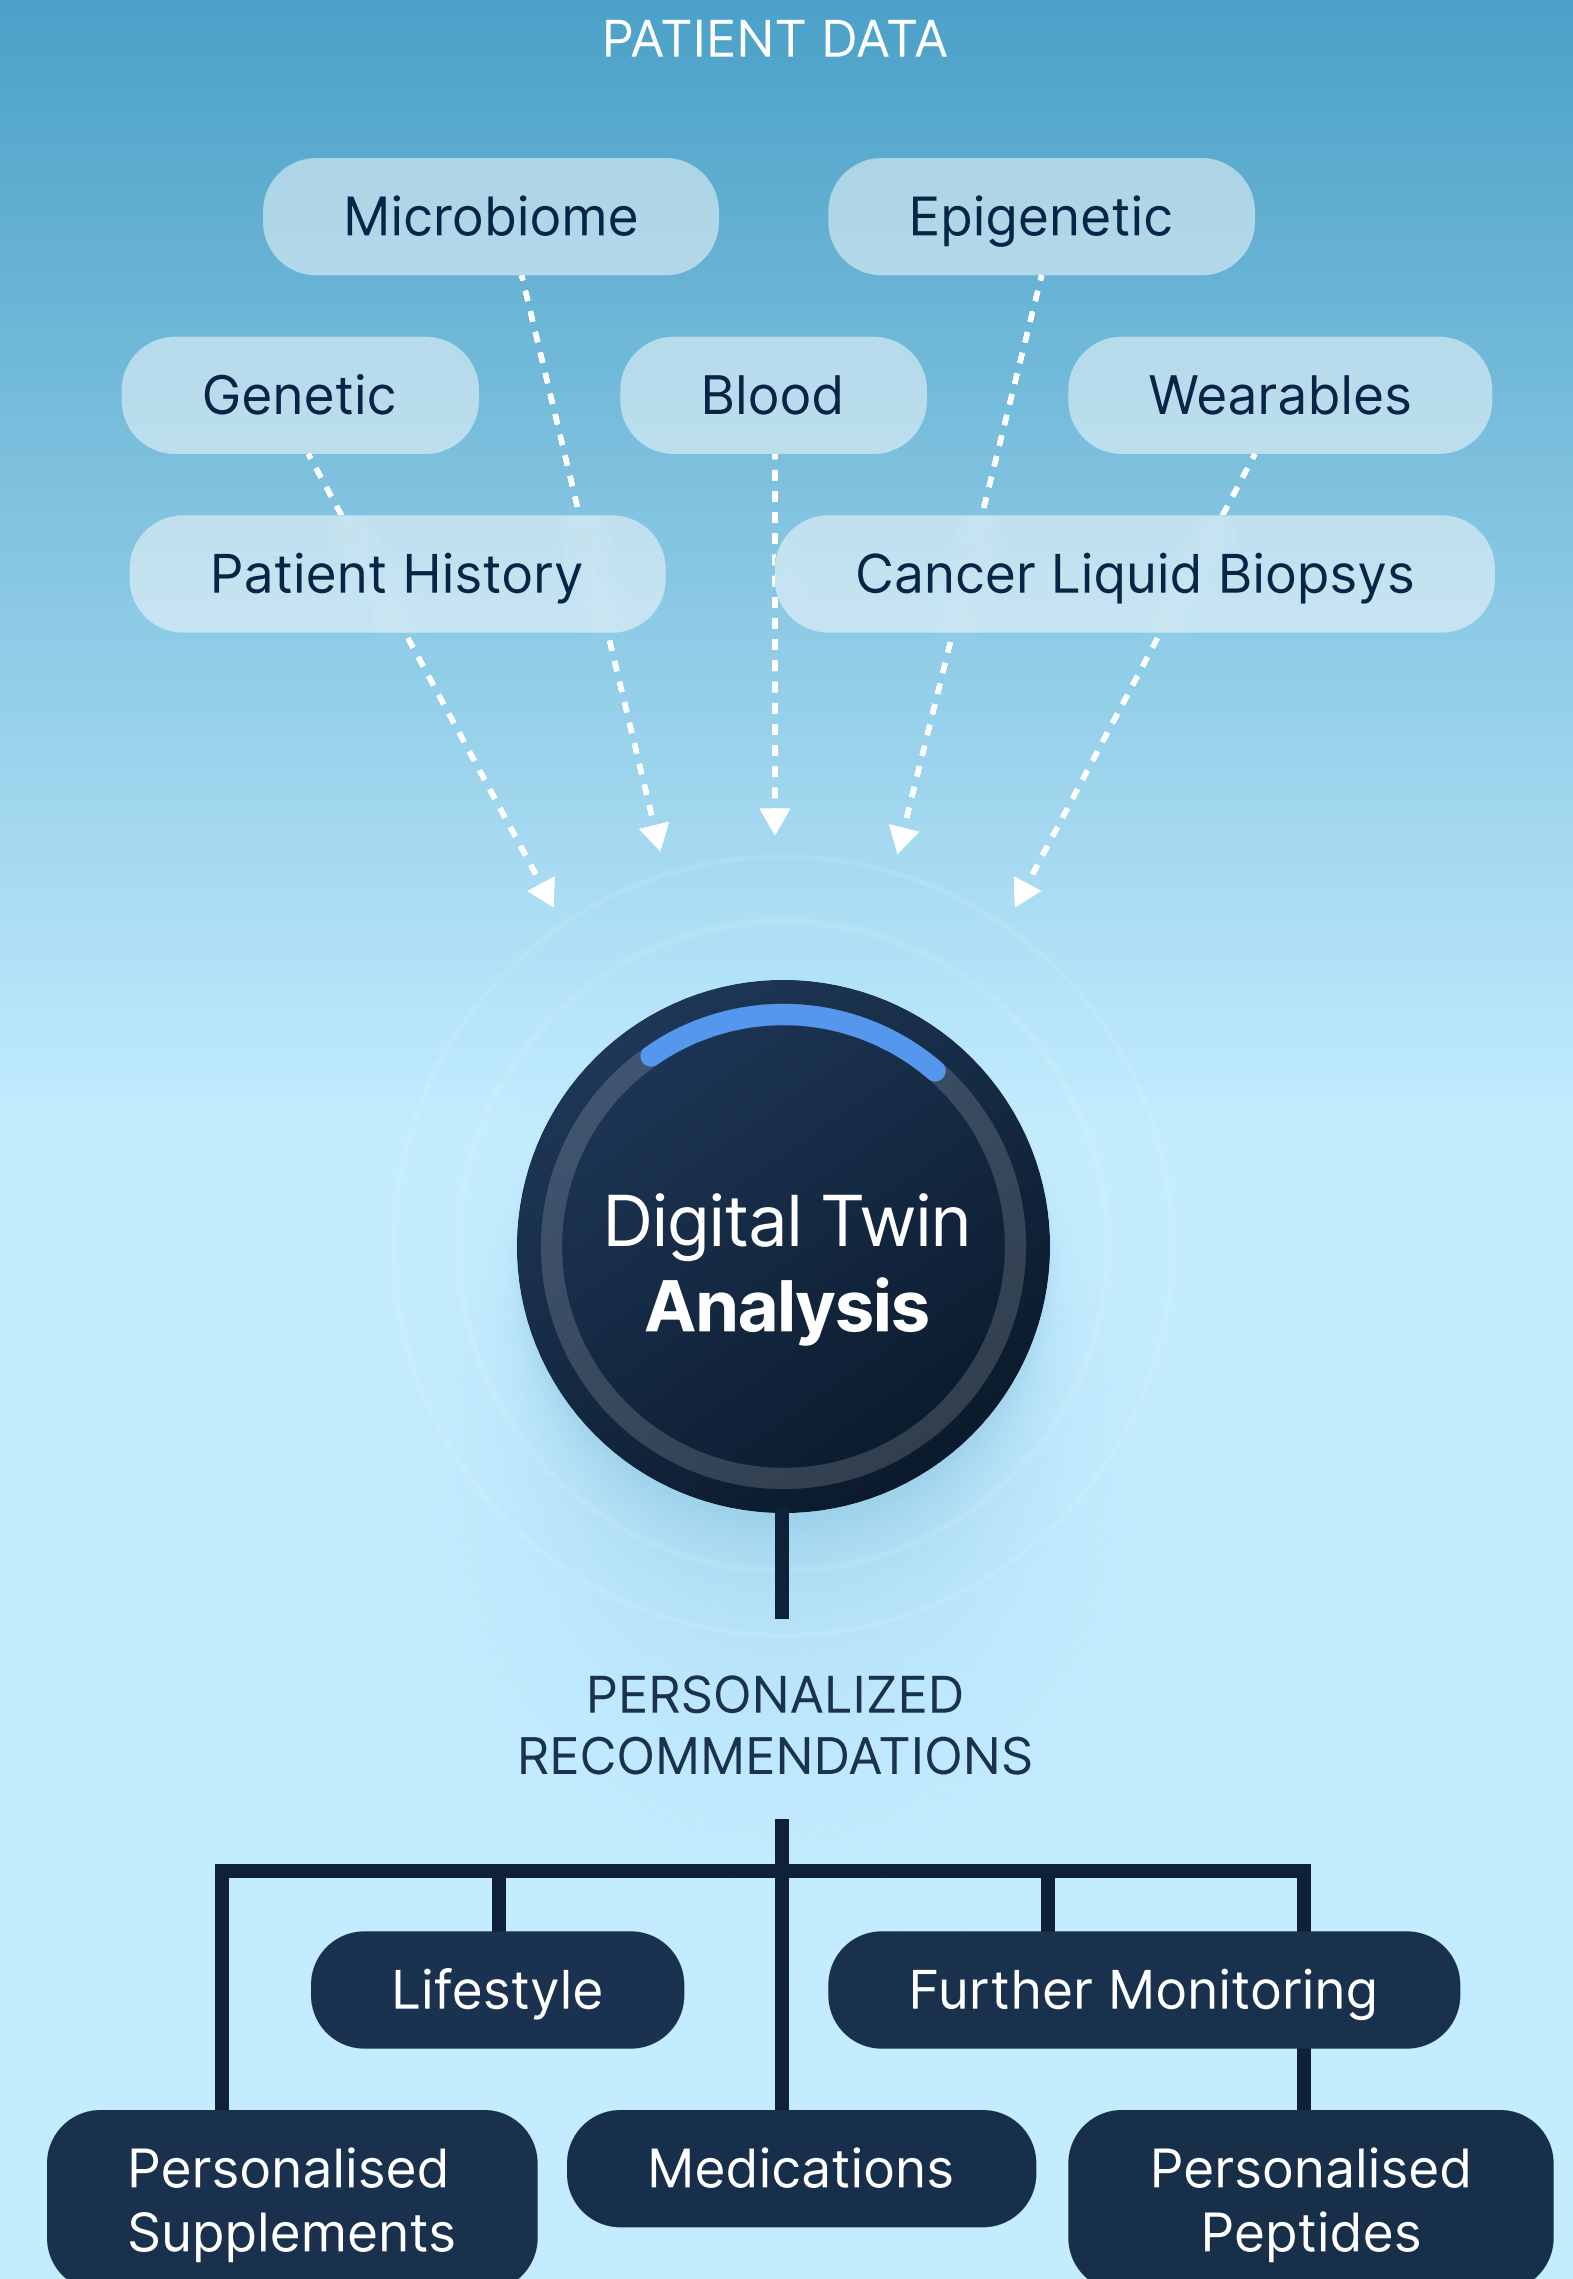 PATIENT DATA
Microbiome
Epigenetic
Genetic
Blood
Wearables
Patient History
Cancer Liquid Biopsys
Digital Twin
Analysis
PERSONALIZED
RECOMMENDATIONS
Lifestyle
Further Monitoring
Personalised
Supplements
Medications
Personalised
Peptides